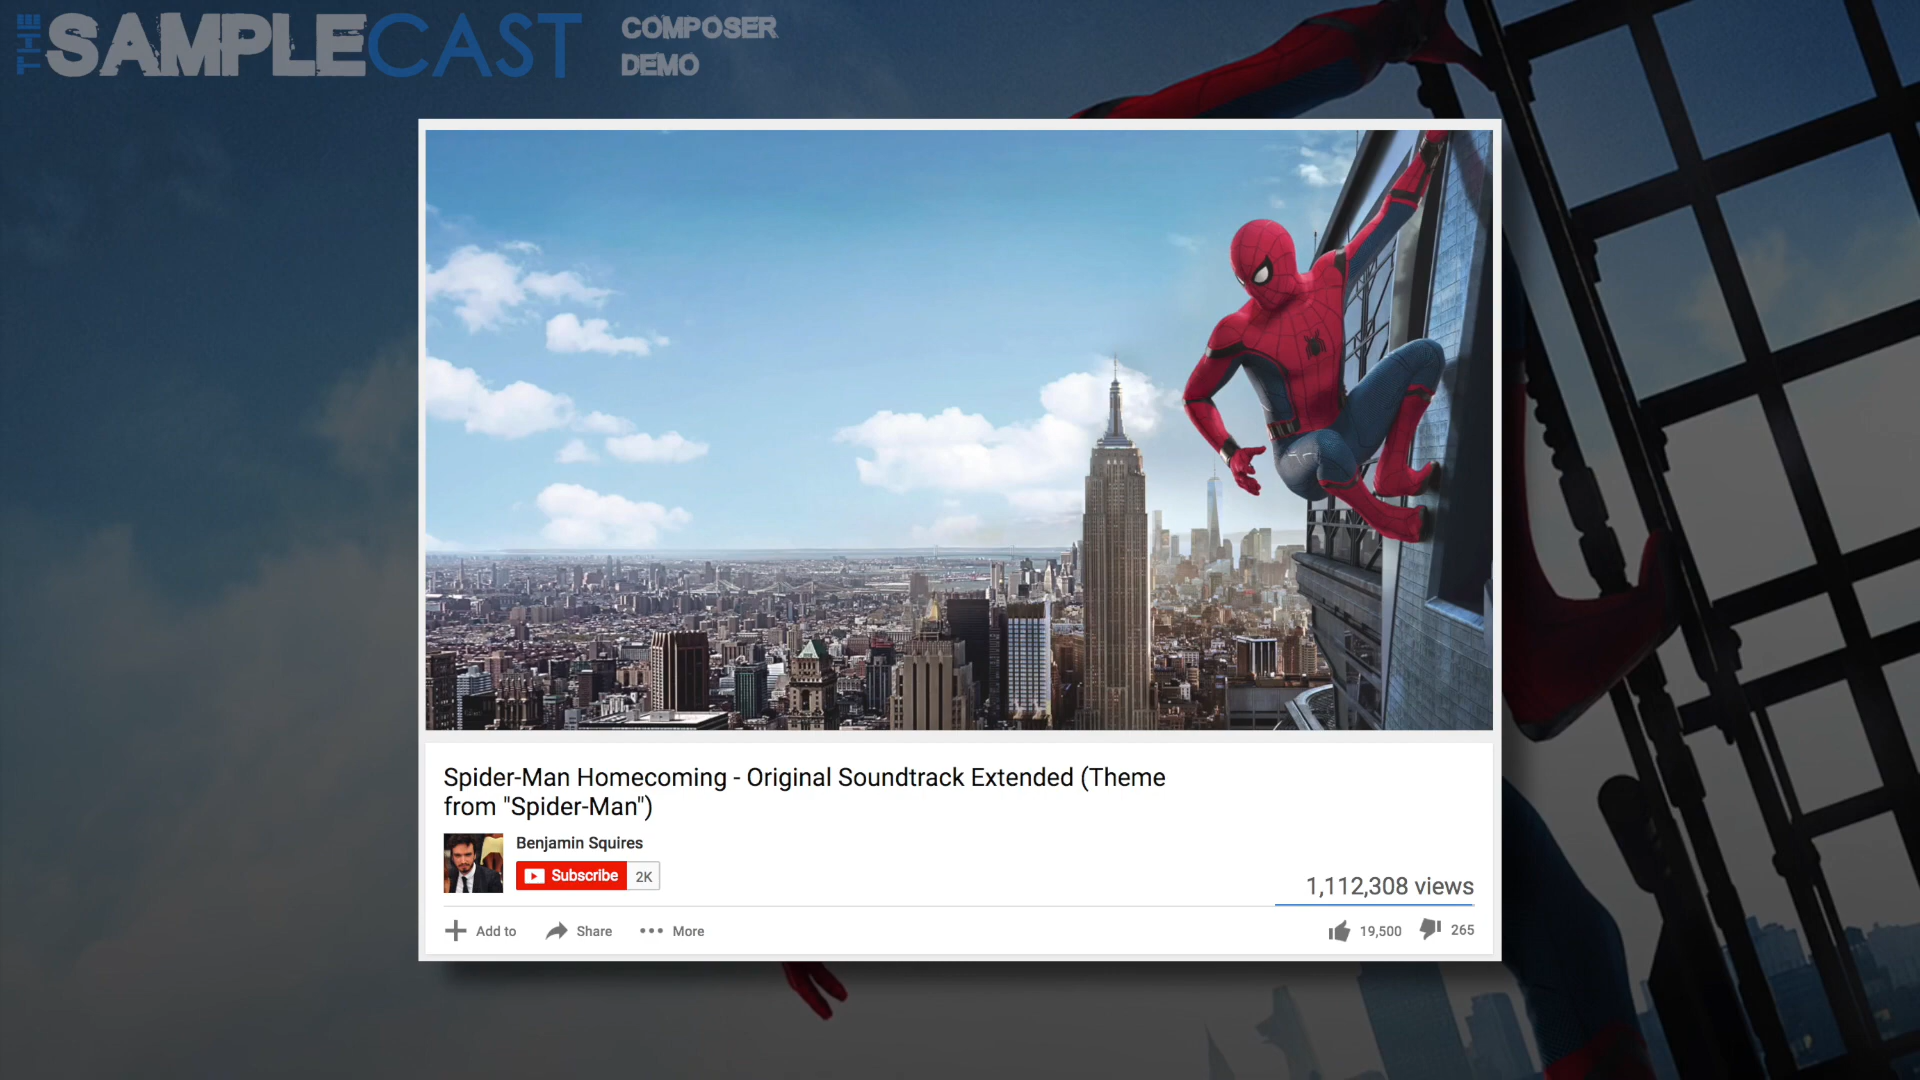 THE SAMPLECAST
COMPOSER
DEMO
Spider-Man Homecoming - Original Soundtrack Extended (Theme
from "Spider-Man")
Benjamin Squires
Subscribe 2K
1,112,308 views
Add to Share More
19,500 265